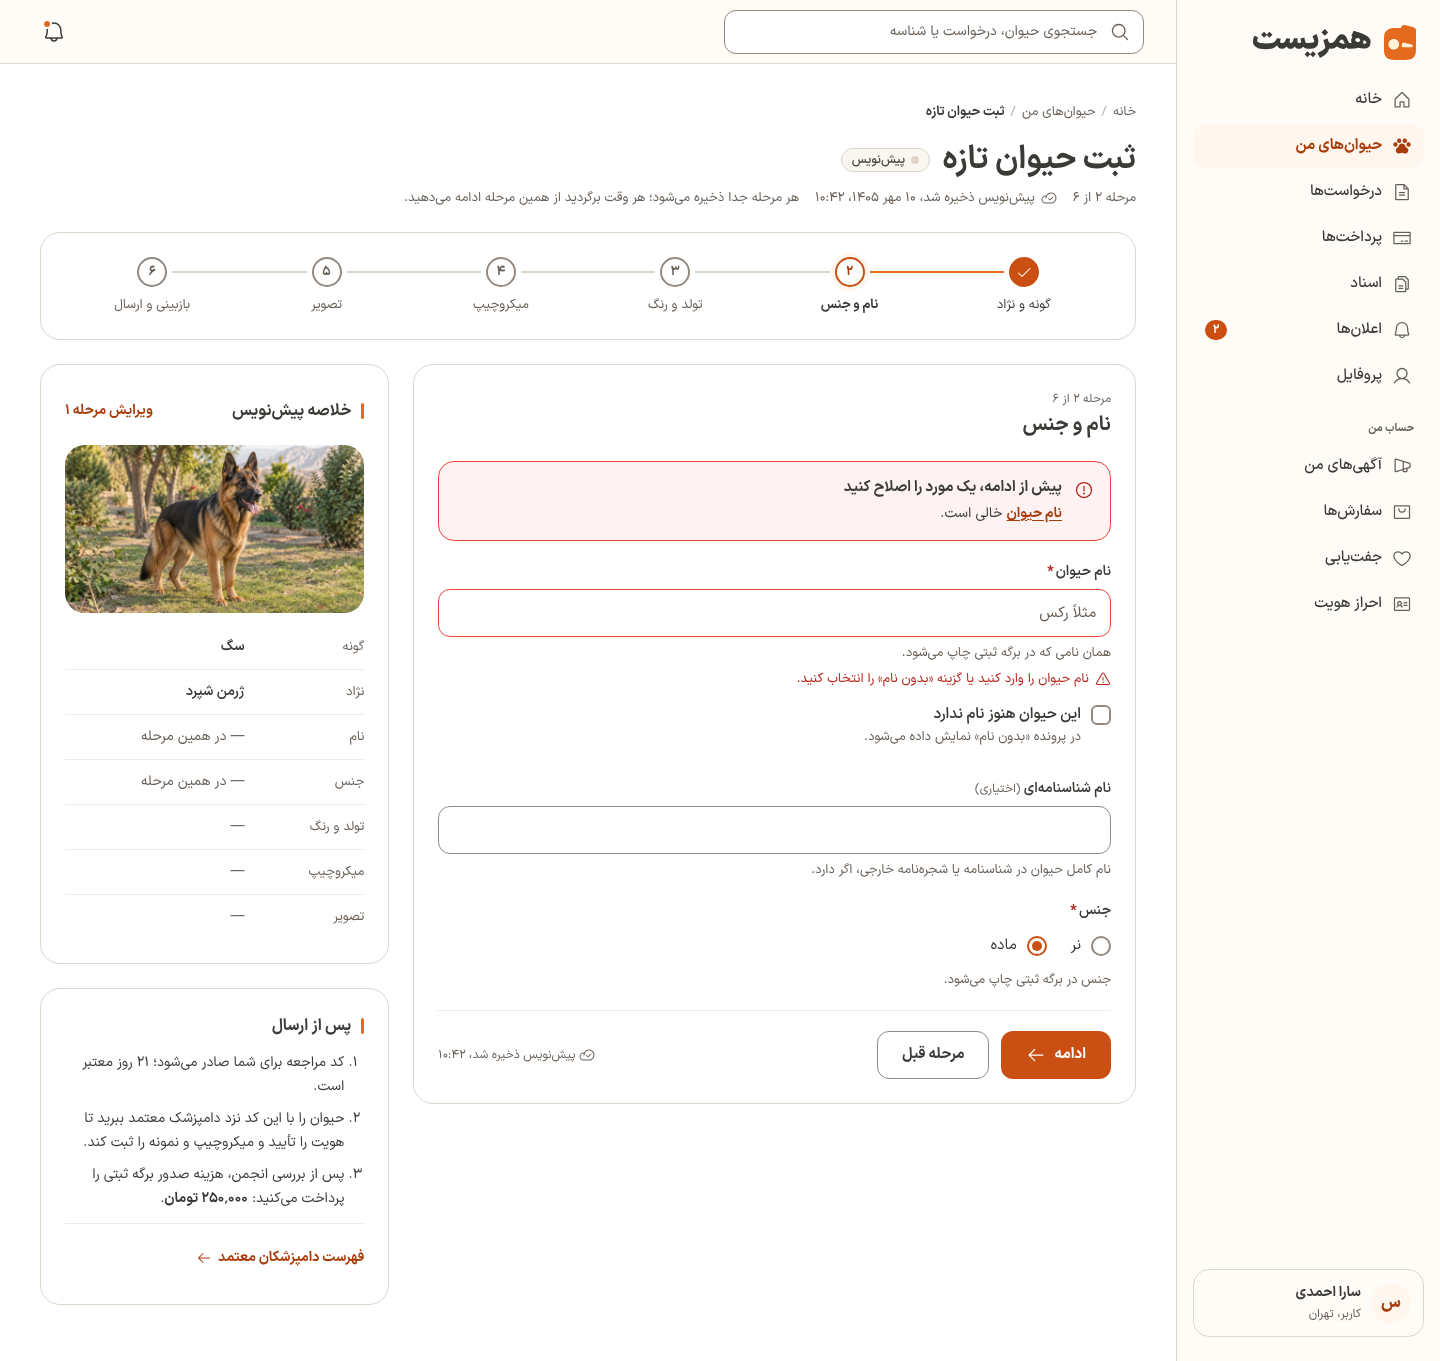 همزیست
خانه
حیوان‌های من
درخواست‌ها
پرداخت‌ها
اسناد
اعلان‌ها ۲
پروفایل
حساب من
آگهی‌های من
سفارش‌ها
جفت‌یابی
احراز هویت
س
سارا احمدی
کاربر، تهران
جستجوی حیوان، درخواست یا شناسه
خانه / حیوان‌های من / ثبت حیوان تازه
ثبت حیوان تازه پیش‌نویس
مرحله ۲ از ۶ پیش‌نویس ذخیره شد، ۱۰ مهر ۱۴۰۵، ۱۰:۴۲ هر مرحله جدا ذخیره می‌شود؛ هر وقت برگردید از همین مرحله ادامه می‌دهید.
۲ ۳ ۴ ۵ ۶
گونه و نژاد نام و جنس تولد و رنگ میکروچیپ تصویر بازبینی و ارسال
مرحله ۲ از ۶
نام و جنس
پیش از ادامه، یک مورد را اصلاح کنید
نام حیوان خالی است.
نام حیوان *
مثلاً رکس
همان نامی که در برگه ثبتی چاپ می‌شود.
نام حیوان را وارد کنید یا گزینه «بدون نام» را انتخاب کنید.
این حیوان هنوز نام ندارد
در پرونده «بدون نام» نمایش داده می‌شود.
نام شناسنامه‌ای (اختیاری)
نام کامل حیوان در شناسنامه یا شجره‌نامه خارجی، اگر دارد.
جنس *
نر ماده
جنس در برگه ثبتی چاپ می‌شود.
ادامه مرحله قبل پیش‌نویس ذخیره شد، ۱۰:۴۲
خلاصه پیش‌نویس ویرایش مرحله ۱
گونه سگ
نژاد ژرمن شپرد
نام — در همین مرحله
جنس — در همین مرحله
تولد و رنگ —
میکروچیپ —
تصویر —
پس از ارسال
۱. کد مراجعه برای شما صادر می‌شود؛ ۲۱ روز معتبر
است.
۲. حیوان را با این کد نزد دامپزشک معتمد ببرید تا
هویت را تأیید و میکروچیپ و نمونه را ثبت کند.
۳. پس از بررسی انجمن، هزینه صدور برگه ثبتی را
پرداخت می‌کنید: ۲۵۰٬۰۰۰ تومان.
فهرست دامپزشکان معتمد